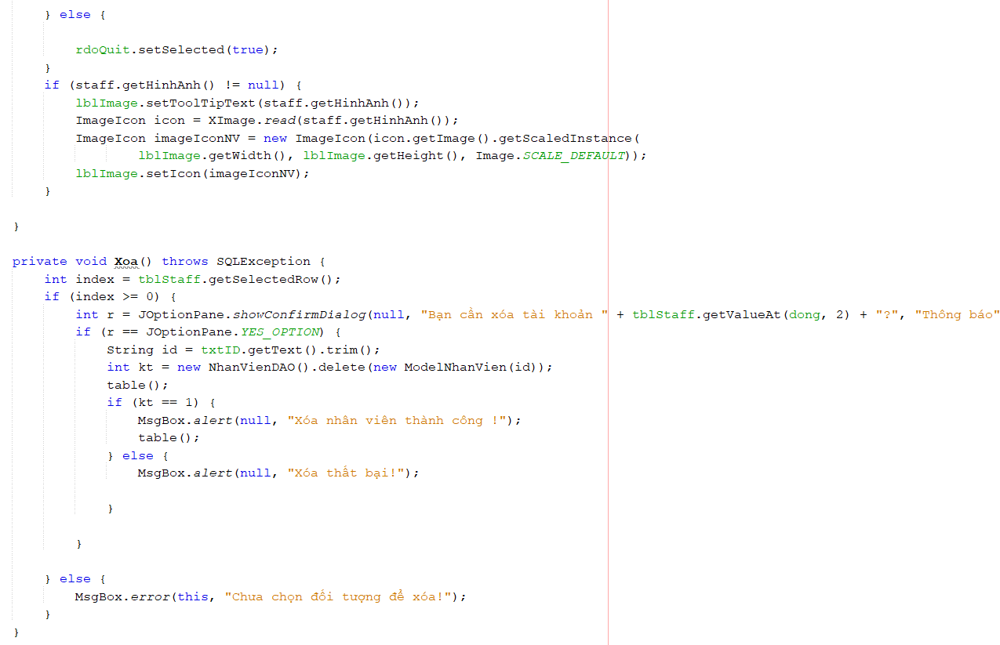 } else {
rdoQuit.setSelected(true);
}
if (staff.getHinhAnh() != null) {
lblImage.setToolTipText(staff.getHinhAnh());
ImageIcon icon = XImage.read(staff.getHinhAnh());
ImageIcon imageIconNV = new ImageIcon(icon.getImage().getScaledInstance(
lblImage.getWidth(), lblImage.getHeight(), Image.SCALE_DEFAULT));
lblImage.setIcon(imageIconNV);
}
}
private void Xoa() throws SQLException {
int index = tblStaff.getSelectedRow();
if (index >= 0) {
int r = JOptionPane.showConfirmDialog(null, "Bạn cần xóa tài khoản " + tblStaff.getValueAt(dong, 2) + "?", "Thông báo"
if (r == JOptionPane.YES_OPTION) {
String id = txtID.getText().trim();
int kt = new NhanVienDAO().delete(new ModelNhanVien(id));
table();
if (kt == 1) {
MsgBox.alert(null, "Xóa nhân viên thành công !");
table();
} else {
MsgBox.alert(null, "Xóa thất bại!");
}
}
} else {
MsgBox.error(this, "Chưa chọn đối tượng để xóa!");
}
}